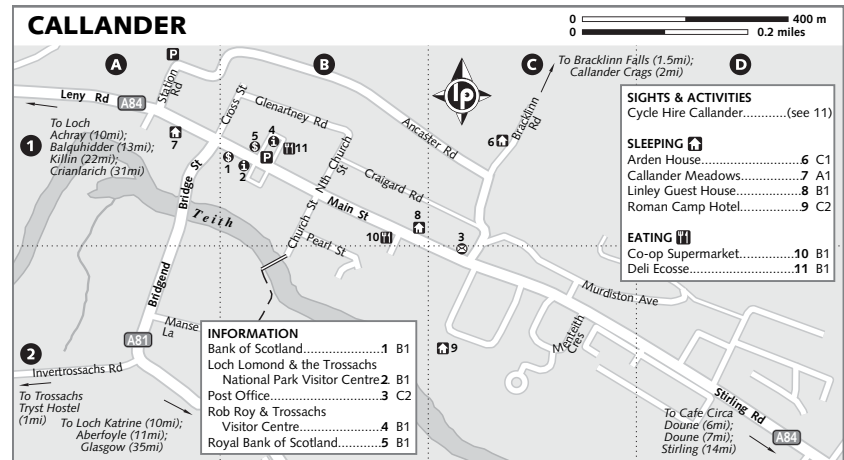 CALLANDER
0 400 m
0 0.2 miles
A
B
C
D
P
To Bracklinn Falls (1.5mi);
Callander Crags (2mi)
Leny Rd
A84
Station
Rd
Cross St
Glenartney Rd
Ancaster Rd
Bracklinn
Rd
lp
6
1
To Loch
Achray (10mi);
Balquhidder (13mi);
Killin (22mi);
Crianlarich (31mi)
7
5
4
i
$
P
11
$
i
1
2
Bridge St
Nth Church
St
Craigard Rd
Teith
Main St
Church St
Pearl St
8
10
3
SIGHTS & ACTIVITIES
Cycle Hire Callander............(see 11)
SLEEPING
Arden House................................6 C1
Callander Meadows..................7 A1
Linley Guest House....................8 B1
Roman Camp Hotel...................9 C2
EATING
Co-op Supermarket.................10 B1
Deli Ecosse................................11 B1
Bridgend
Murdiston Ave
Menteith
Cres
Manse
La
A81
2
Invertrossachs Rd
9
To Trossachs
Tryst Hostel
(1mi)
To Loch Katrine (10mi);
Aberfoyle (11mi);
Glasgow (35mi)
INFORMATION
Bank of Scotland.......................1 B1
Loch Lomond & the Trossachs
National Park Visitor Centre 2 B1
Post Office..................................3 C2
Rob Roy & Trossachs
Visitor Centre..........................4 B1
Royal Bank of Scotland............5 B1
Stirling Rd
To Cafe Circa
Doune (6mi);
Doune (7mi);
Stirling (14mi)
A84